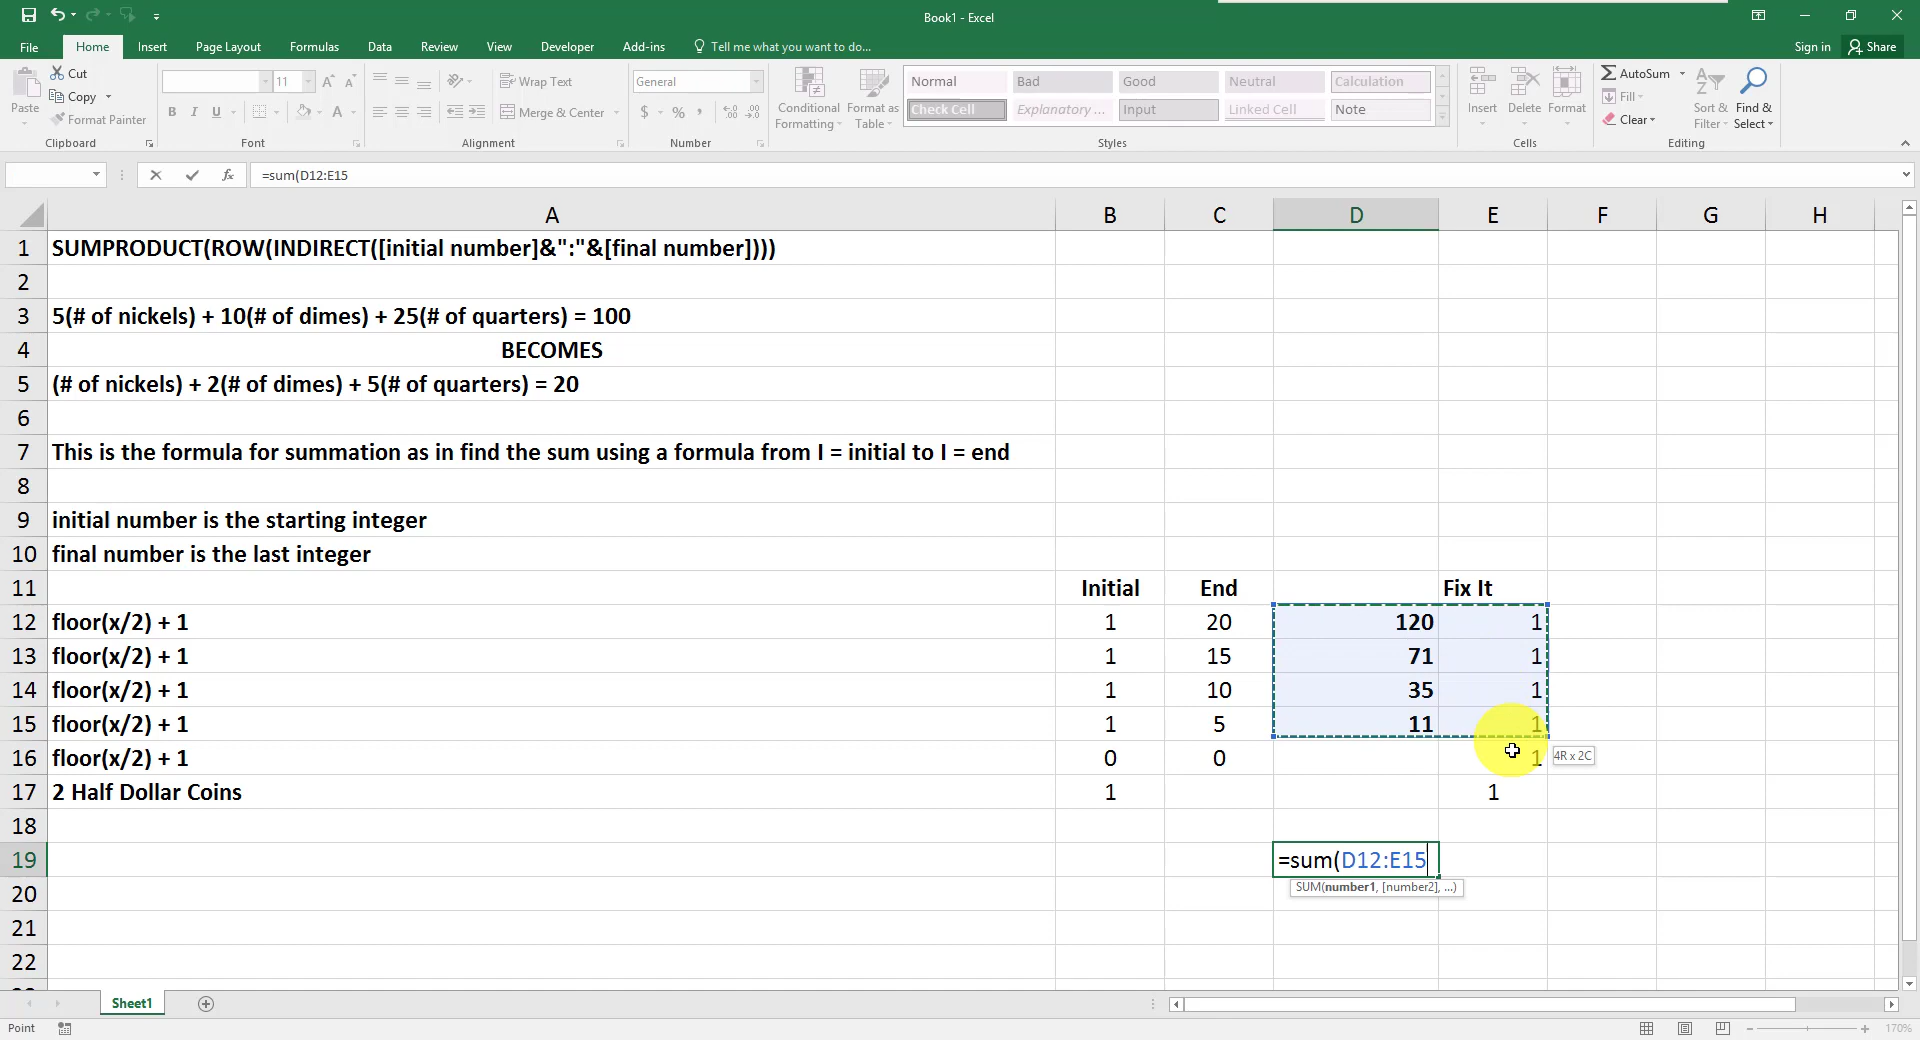 Book1 - Excel
File Home Insert Page Layout Formulas Data Review View Developer Add-ins Tell me what you want to do... Sign in Share
Paste
Cut
Copy
Format Painter
Clipboard
11
B I U
Font
Wrap Text
Merge & Center
Alignment
General
$ % ,
Number
Conditional Formatting
Format as Table
Normal Bad Good Neutral Calculation
Check Cell Explanatory ... Input Linked Cell Note
Styles
Insert Delete Format
Cells
AutoSum
Fill
Clear
Sort & Filter
Find & Select
Editing
fx =sum(D12:E15
A B C D E F G H
1 SUMPRODUCT(ROW(INDIRECT([initial number]&":"&[final number])))
2
3 5(# of nickels) + 10(# of dimes) + 25(# of quarters) = 100
4 BECOMES
5 (# of nickels) + 2(# of dimes) + 5(# of quarters) = 20
6
7 This is the formula for summation as in find the sum using a formula from I = initial to I = end
8
9 initial number is the starting integer
10 final number is the last integer
11 Initial End Fix It
12 floor(x/2) + 1 1 20 120 1
13 floor(x/2) + 1 1 15 71 1
14 floor(x/2) + 1 1 10 35 1
15 floor(x/2) + 1 1 5 11 1
16 floor(x/2) + 1 0 0 1
4R x 2C
17 2 Half Dollar Coins 1 1
18
19 =sum(D12:E15
SUM(number1, [number2], ...)
20
21
22
Sheet1
Point
170%